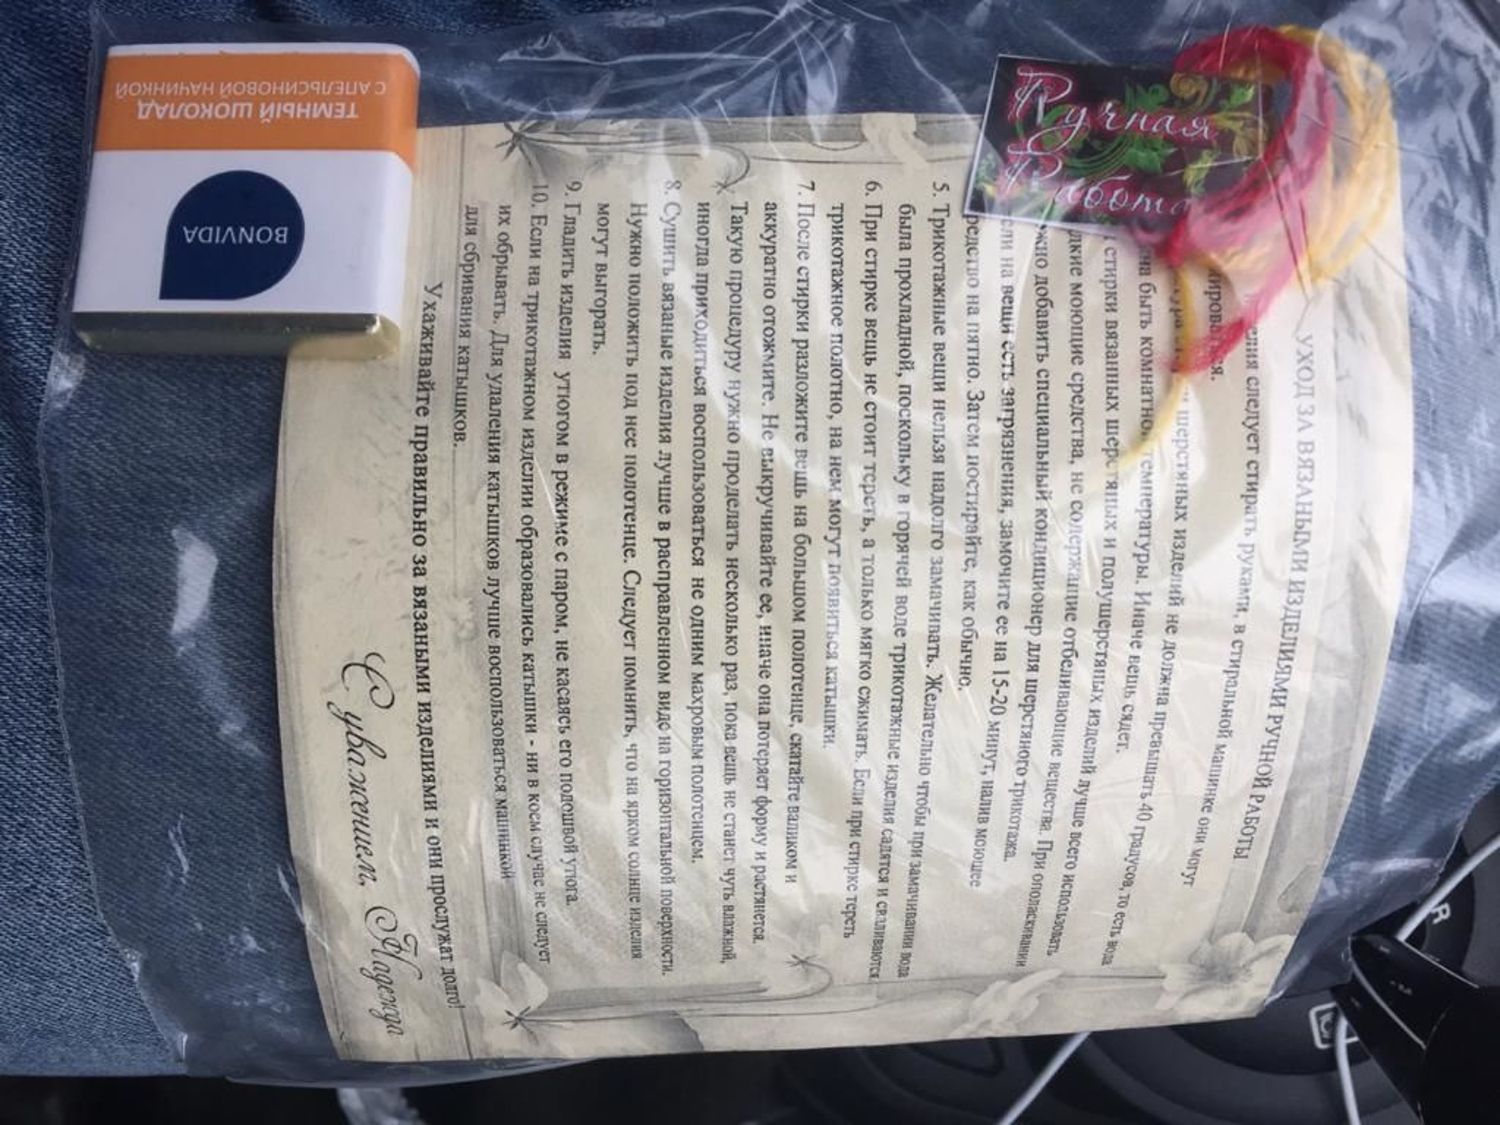 ТЕМНЫЙ ШОКОЛАД
С АПЕЛЬСИНОВОЙ НАЧИНКОЙ
BONVIDA
Ручная
Работа
УХОД ЗА ВЯЗАНЫМИ ИЗДЕЛИЯМИ РУЧНОЙ РАБОТЫ
следует стирать руками, в стиральной машинке они могут
шерстяных изделий не должна превышать 40 градусов, то есть вода
быть комнатной температуры. Иначе вещь сядет.
стирки вязанных шерстяных и полушерстяных изделий лучше всего использовать
моющие средства, не содержащие отбеливающие вещества. При ополаскивании
добавить специальный кондиционер для шерстяного трикотажа.
на вещи есть загрязнения, замочите ее на 15-20 минут, налив моющее
средство на пятно. Затем постирайте, как обычно.
5. Трикотажные вещи нельзя надолго замачивать. Желательно чтобы при замачивании вода
была прохладной, поскольку в горячей воде трикотажные изделия садятся и сваливаются
6. При стирке вещь не стоит тереть, а только мягко сжимать. Если при стирке тереть
трикотажное полотно, на нем могут появиться катышки.
7. После стирки разложите вещь на большом полотенце, скатайте валиком и
аккуратно отожмите. Не выкручивайте ее, иначе она потеряет форму и растянется.
Такую процедуру нужно проделать несколько раз, пока вещь не станет чуть влажной,
иногда приходиться воспользоваться не одним махровым полотенцем.
8. Сушить вязаные изделия лучше в расправленном виде на горизонтальной поверхности.
Нужно положить под нее полотенце. Следует помнить, что на ярком солнце изделия
могут выгорать.
9. Гладить изделия утюгом в режиме с паром, не касаясь его подошвой утюга.
10. Если на трикотажном изделии образовались катышки - ни в коем случае не следует
их обрывать. Для удаления катышков лучше воспользоваться машинкой
для сбривания катышков.
Ухаживайте правильно за вязаными изделиями и они прослужат долго!
С уважением, Надежда